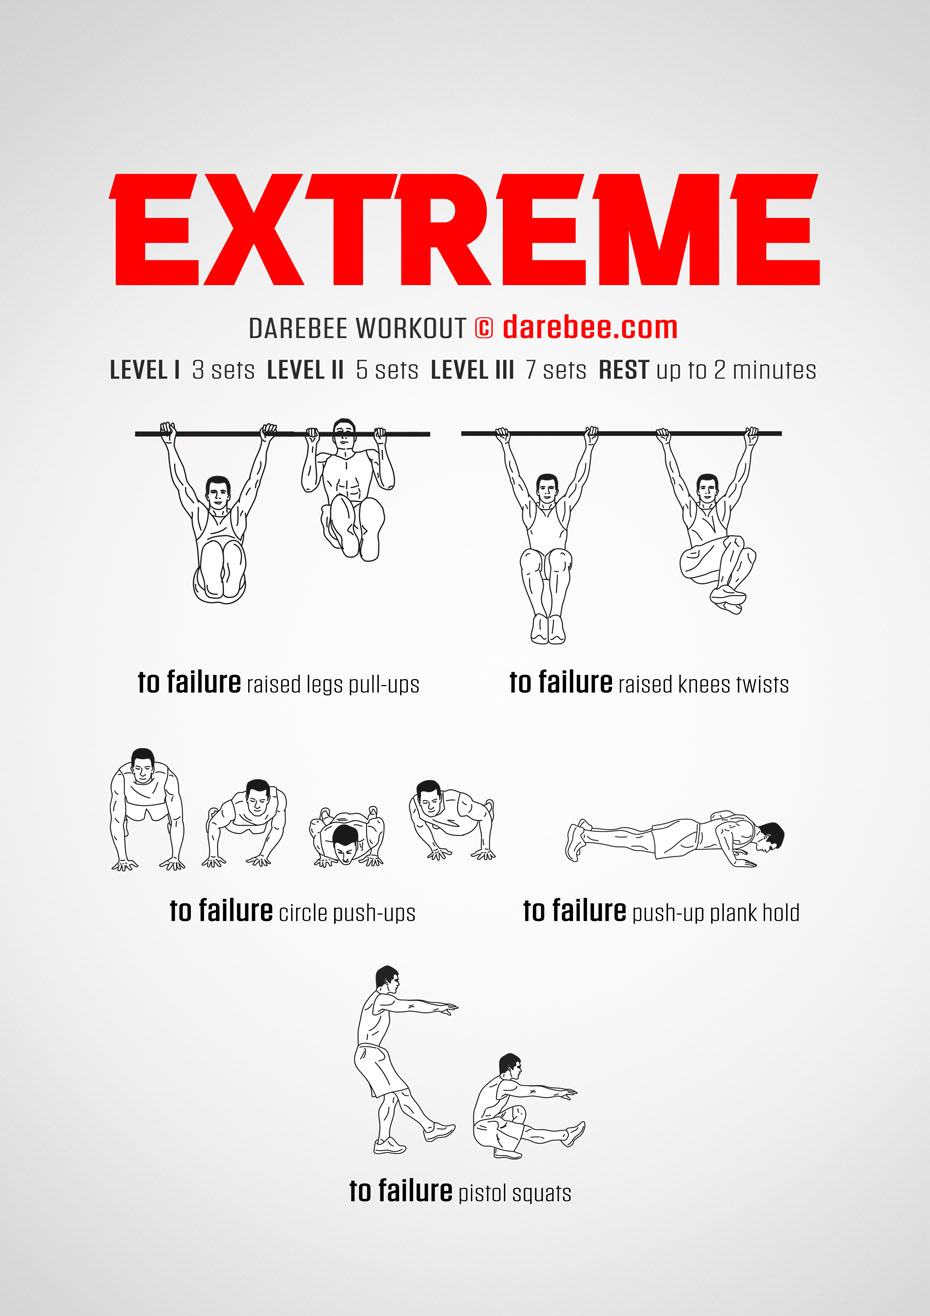 EXTREME
DAREBEE WORKOUT © darebee.com
LEVEL I 3 sets LEVEL II 5 sets LEVEL III 7 sets REST up to 2 minutes
to failure raised legs pull-ups
to failure raised knees twists
to failure circle push-ups
to failure push-up plank hold
to failure pistol squats